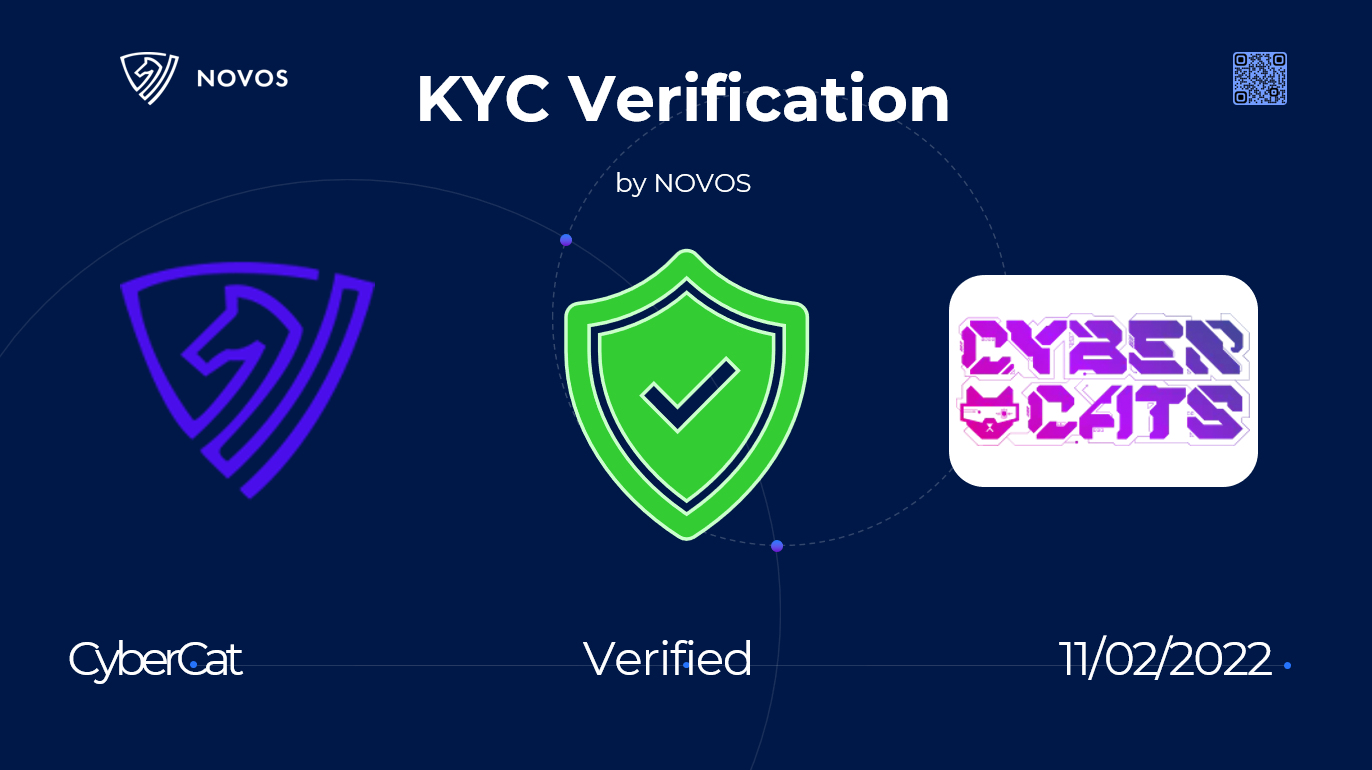 NOVOS
KYC Verification
by NOVOS
CYBER
CATS
CyberCat
Verified
11/02/2022